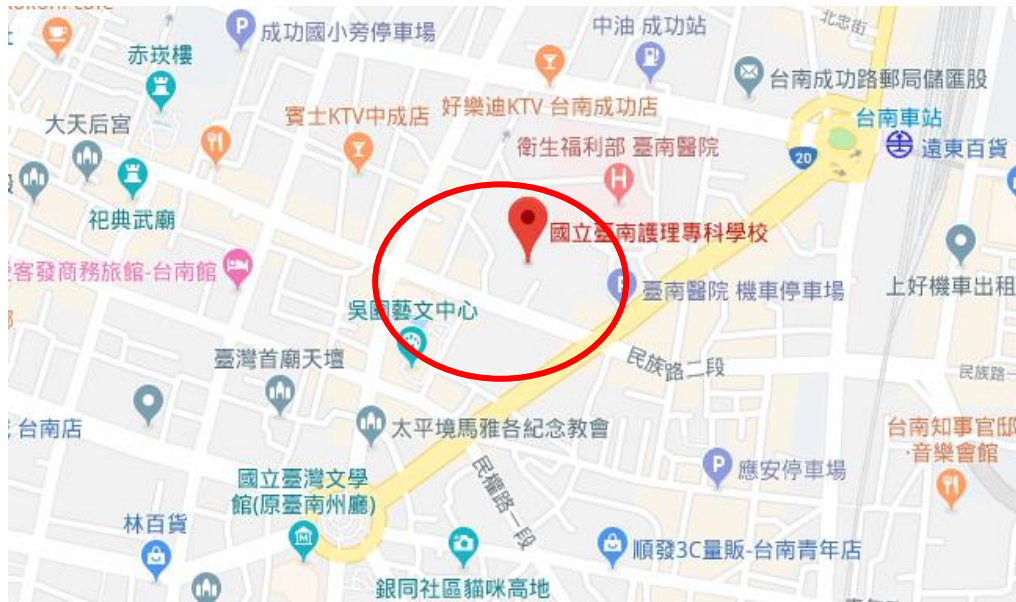 成功國小旁停車場
中油 成功站
北忠街
赤崁樓
台南成功路郵局儲匯股
賓士KTV中成店
好樂迪KTV 台南成功店
台南車站
大天后宮
衛生福利部 臺南醫院
20
遠東百貨
祀典武廟
國立臺南護理專科學校
客發商務旅館-台南館
臺南醫院 機車停車場
上好機車出租
吳園藝文中心
臺灣首廟天壇
民族路二段
民族路一
台南店
太平境馬雅各紀念教會
台南知事官邸
·音樂會館
應安停車場
國立臺灣文學
館(原臺南州廳)
民權路一段
林百貨
順發3C量販-台南青年店
銀同社區貓咪高地